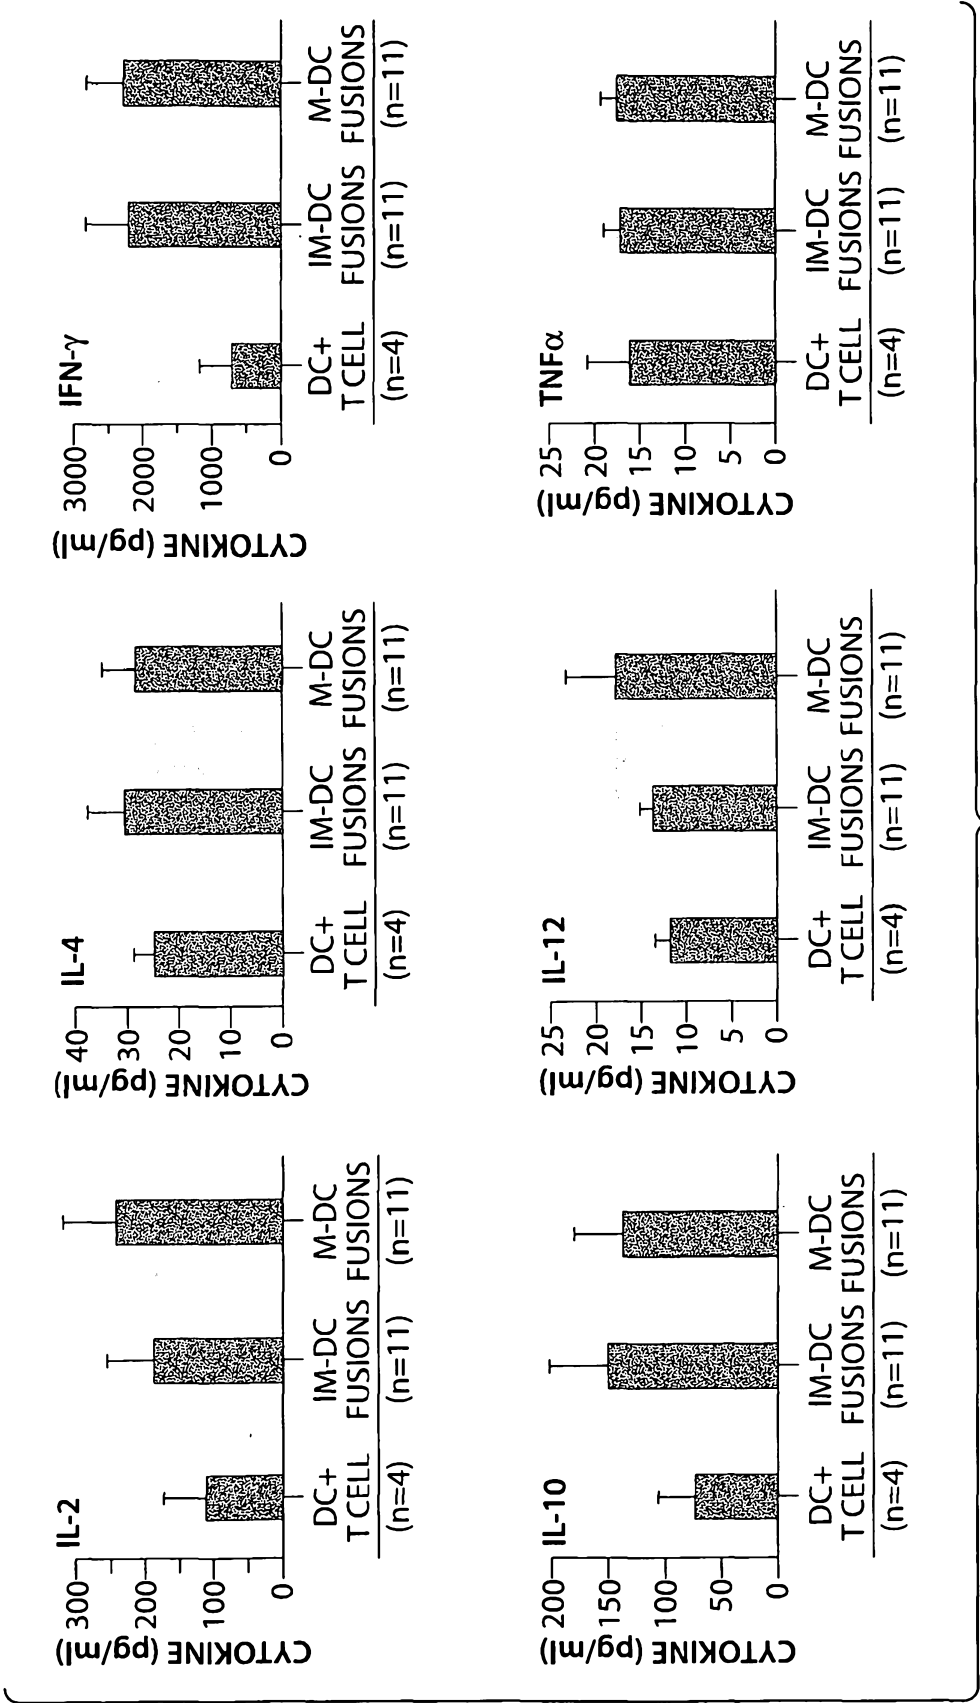 IL-2
CYTOKINE (pg/ml)
300
200
100
0
DC+ IM-DC M-DC
T CELL FUSIONS FUSIONS
(n=4) (n=11) (n=11)
IL-4
CYTOKINE (pg/ml)
40
30
20
10
0
DC+ IM-DC M-DC
T CELL FUSIONS FUSIONS
(n=4) (n=11) (n=11)
IFN-γ
CYTOKINE (pg/ml)
3000
2000
1000
0
DC+ IM-DC M-DC
T CELL FUSIONS FUSIONS
(n=4) (n=11) (n=11)
IL-10
CYTOKINE (pg/ml)
200
150
100
50
0
DC+ IM-DC M-DC
T CELL FUSIONS FUSIONS
(n=4) (n=11) (n=11)
IL-12
CYTOKINE (pg/ml)
25
20
15
10
5
0
DC+ IM-DC M-DC
T CELL FUSIONS FUSIONS
(n=4) (n=11) (n=11)
TNFα
CYTOKINE (pg/ml)
25
20
15
10
5
0
DC+ IM-DC M-DC
T CELL FUSIONS FUSIONS
(n=4) (n=11) (n=11)